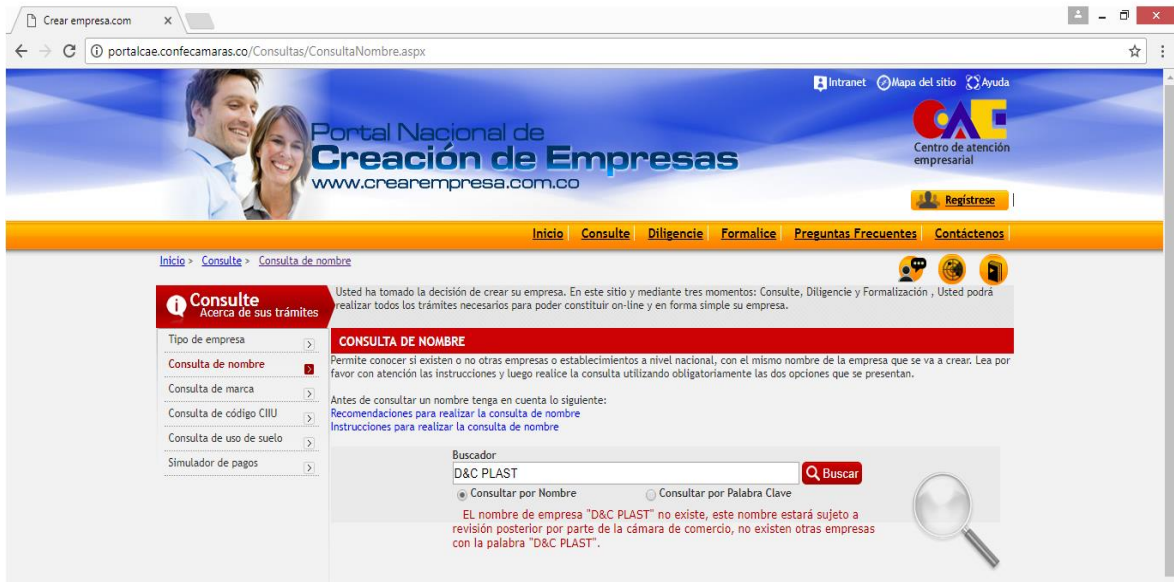 Crear empresa.com
portalcae.confecamaras.co/Consultas/ConsultaNombre.aspx
Intranet Mapa del sitio Ayuda
Portal Nacional de
Creación de Empresas
www.crearempresa.com.co
CAE
Centro de atención
empresarial
Regístrese
Inicio Consulte Diligencie Formalice Preguntas Frecuentes Contáctenos
Inicio > Consulte > Consulta de nombre
Consulte
Acerca de sus trámites
Tipo de empresa
Consulta de nombre
Consulta de marca
Consulta de código CIIU
Consulta de uso de suelo
Simulador de pagos
Usted ha tomado la decisión de crear su empresa. En este sitio y mediante tres momentos: Consulte, Diligencie y Formalización , Usted podrá
realizar todos los trámites necesarios para poder constituir on-line y en forma simple su empresa.
CONSULTA DE NOMBRE
Permite conocer si existen o no otras empresas o establecimientos a nivel nacional, con el mismo nombre de la empresa que se va a crear. Lea por
favor con atención las instrucciones y luego realice la consulta utilizando obligatoriamente las dos opciones que se presentan.
Antes de consultar un nombre tenga en cuenta lo siguiente:
Recomendaciones para realizar la consulta de nombre
Instrucciones para realizar la consulta de nombre
Buscador
D&C PLAST
Buscar
Consultar por Nombre Consultar por Palabra Clave
EL nombre de empresa "D&C PLAST" no existe, este nombre estará sujeto a
revisión posterior por parte de la cámara de comercio, no existen otras empresas
con la palabra "D&C PLAST".